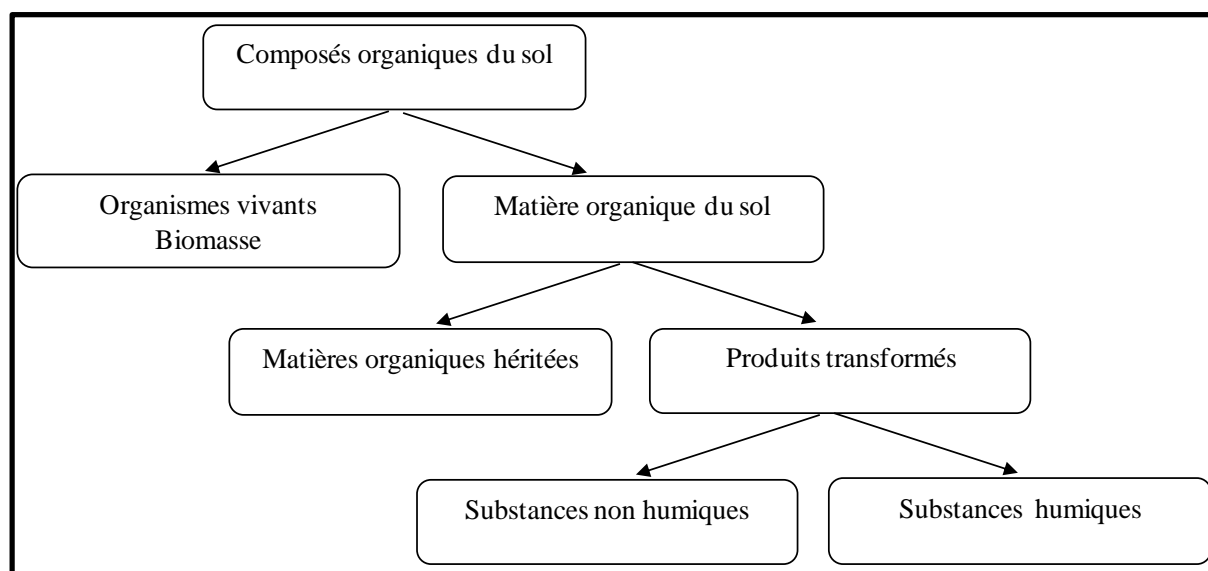 Composés organiques du sol
Organismes vivants
Biomasse
Matière organique du sol
Matières organiques héritées
Produits transformés
Substances non humiques
Substances humiques